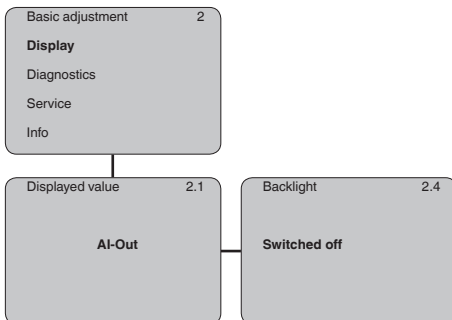 Basic adjustment 2
Display
Diagnostics
Service
Info
Displayed value 2.1
AI-Out
Backlight 2.4
Switched off